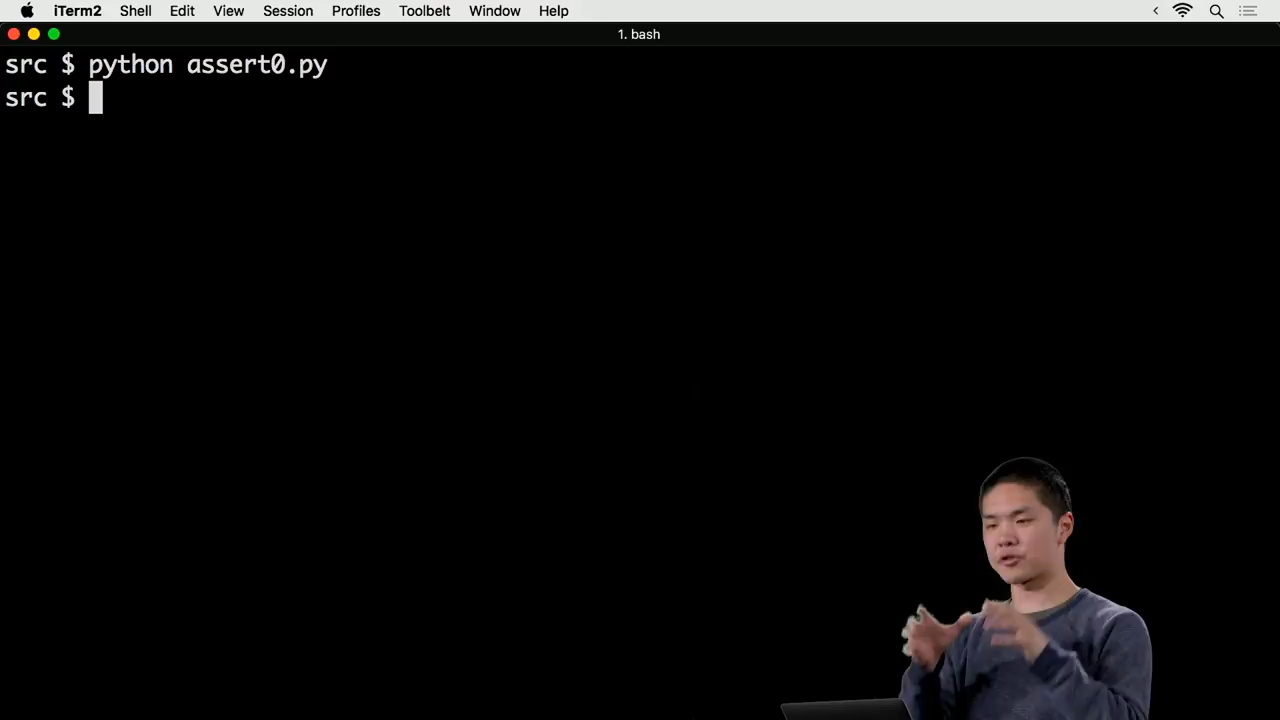 iTerm2 Shell Edit View Session Profiles Toolbelt Window Help
1. bash
src $ python assert0.py
src $